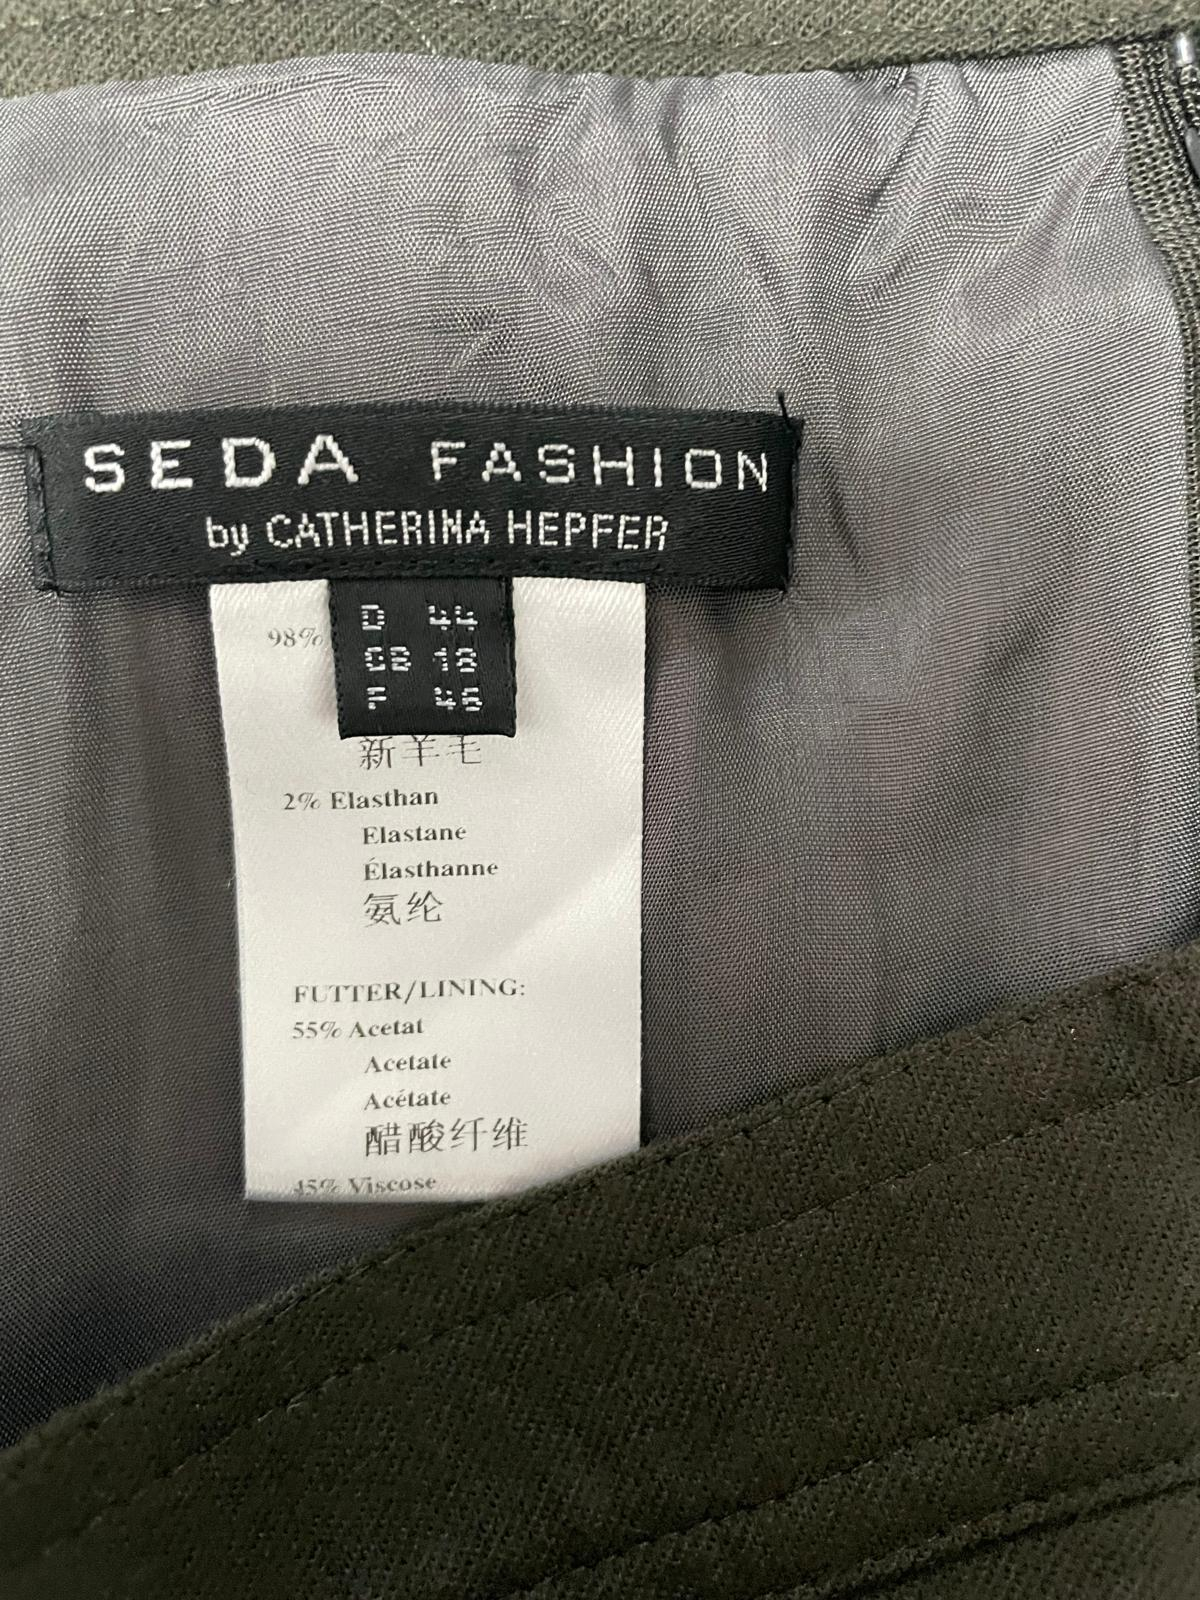 SEDA FASHION
by CATHERINA HEPFER
D 44
GB 18
F 46
98%
新羊毛
2% Elasthan
Elastane
Élasthanne
氨纶
FUTTER/LINING:
55% Acetat
Acetate
Acétate
醋酸纤维
45% Viscose